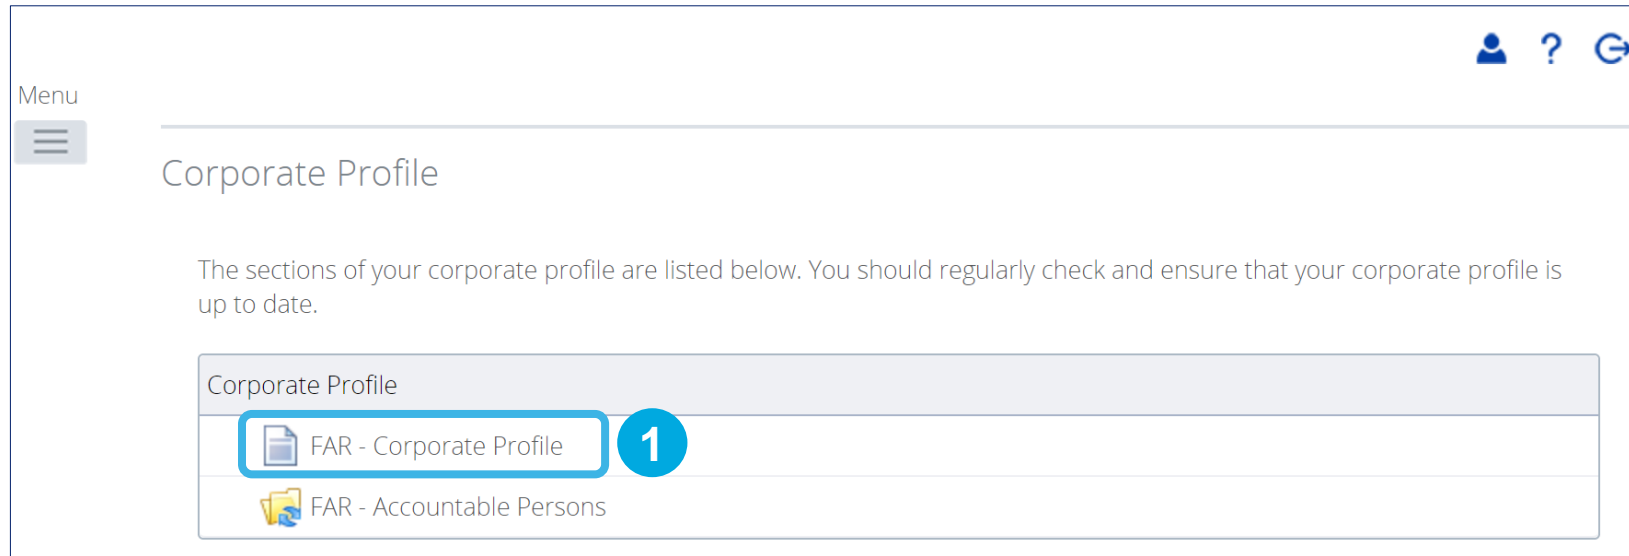 ?
Menu
Corporate Profile
The sections of your corporate profile are listed below. You should regularly check and ensure that your corporate profile is
up to date.
Corporate Profile
FAR - Corporate Profile
1
FAR - Accountable Persons